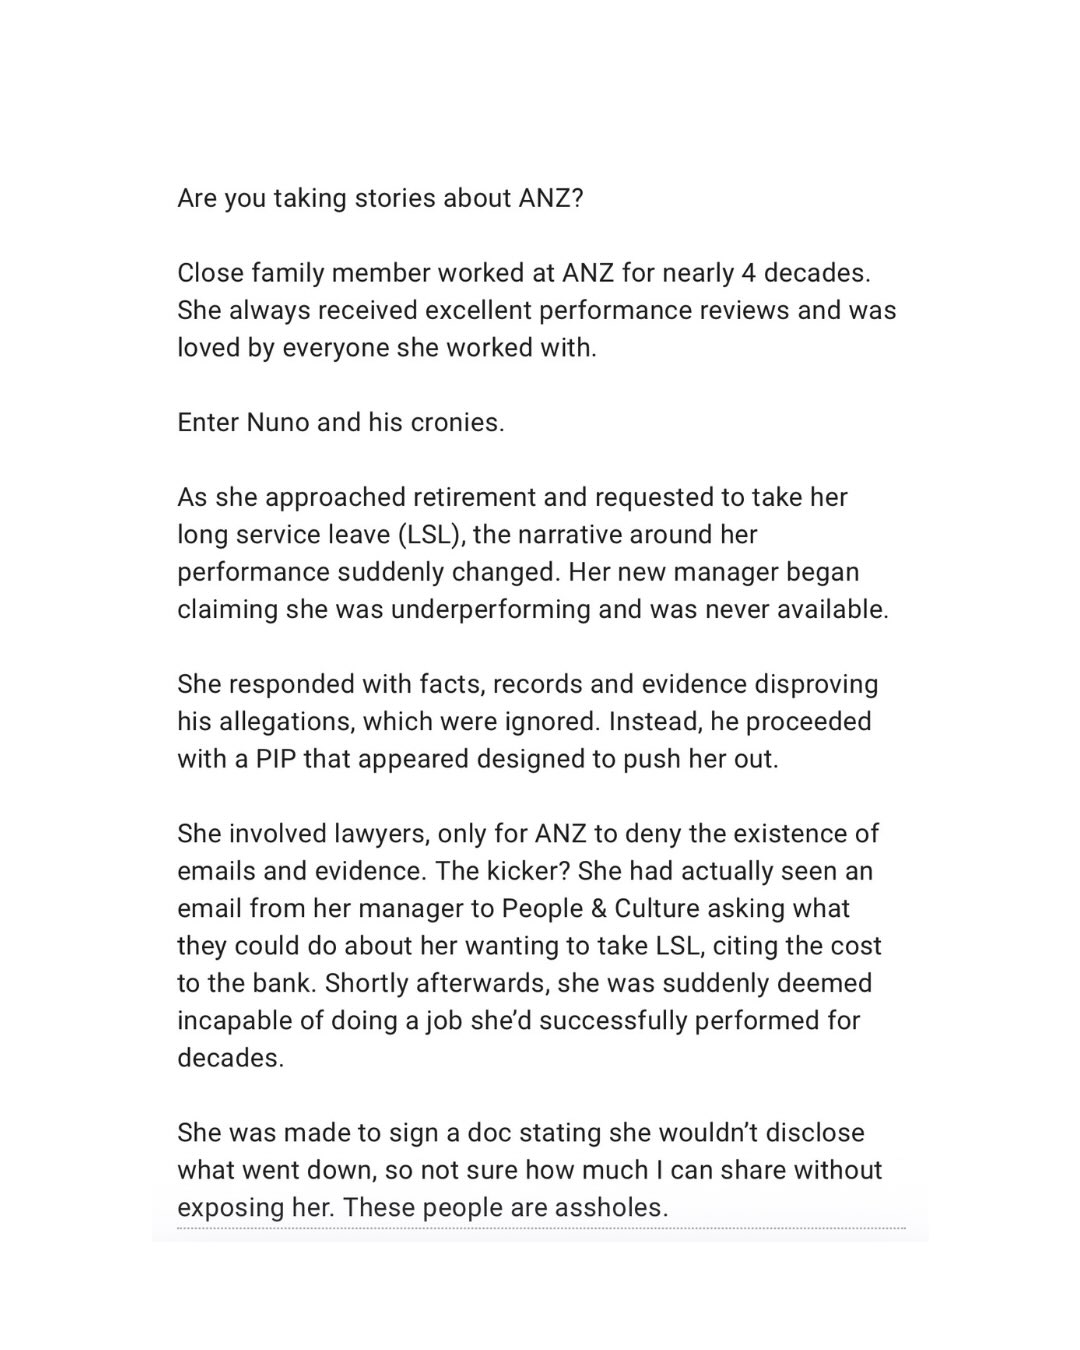 Are you taking stories about ANZ?
Close family member worked at ANZ for nearly 4 decades.
She always received excellent performance reviews and was
loved by everyone she worked with.
Enter Nuno and his cronies.
As she approached retirement and requested to take her
long service leave (LSL), the narrative around her
performance suddenly changed. Her new manager began
claiming she was underperforming and was never available.
She responded with facts, records and evidence disproving
his allegations, which were ignored. Instead, he proceeded
with a PIP that appeared designed to push her out.
She involved lawyers, only for ANZ to deny the existence of
emails and evidence. The kicker? She had actually seen an
email from her manager to People & Culture asking what
they could do about her wanting to take LSL, citing the cost
to the bank. Shortly afterwards, she was suddenly deemed
incapable of doing a job she’d successfully performed for
decades.
She was made to sign a doc stating she wouldn’t disclose
what went down, so not sure how much I can share without
exposing her. These people are assholes.